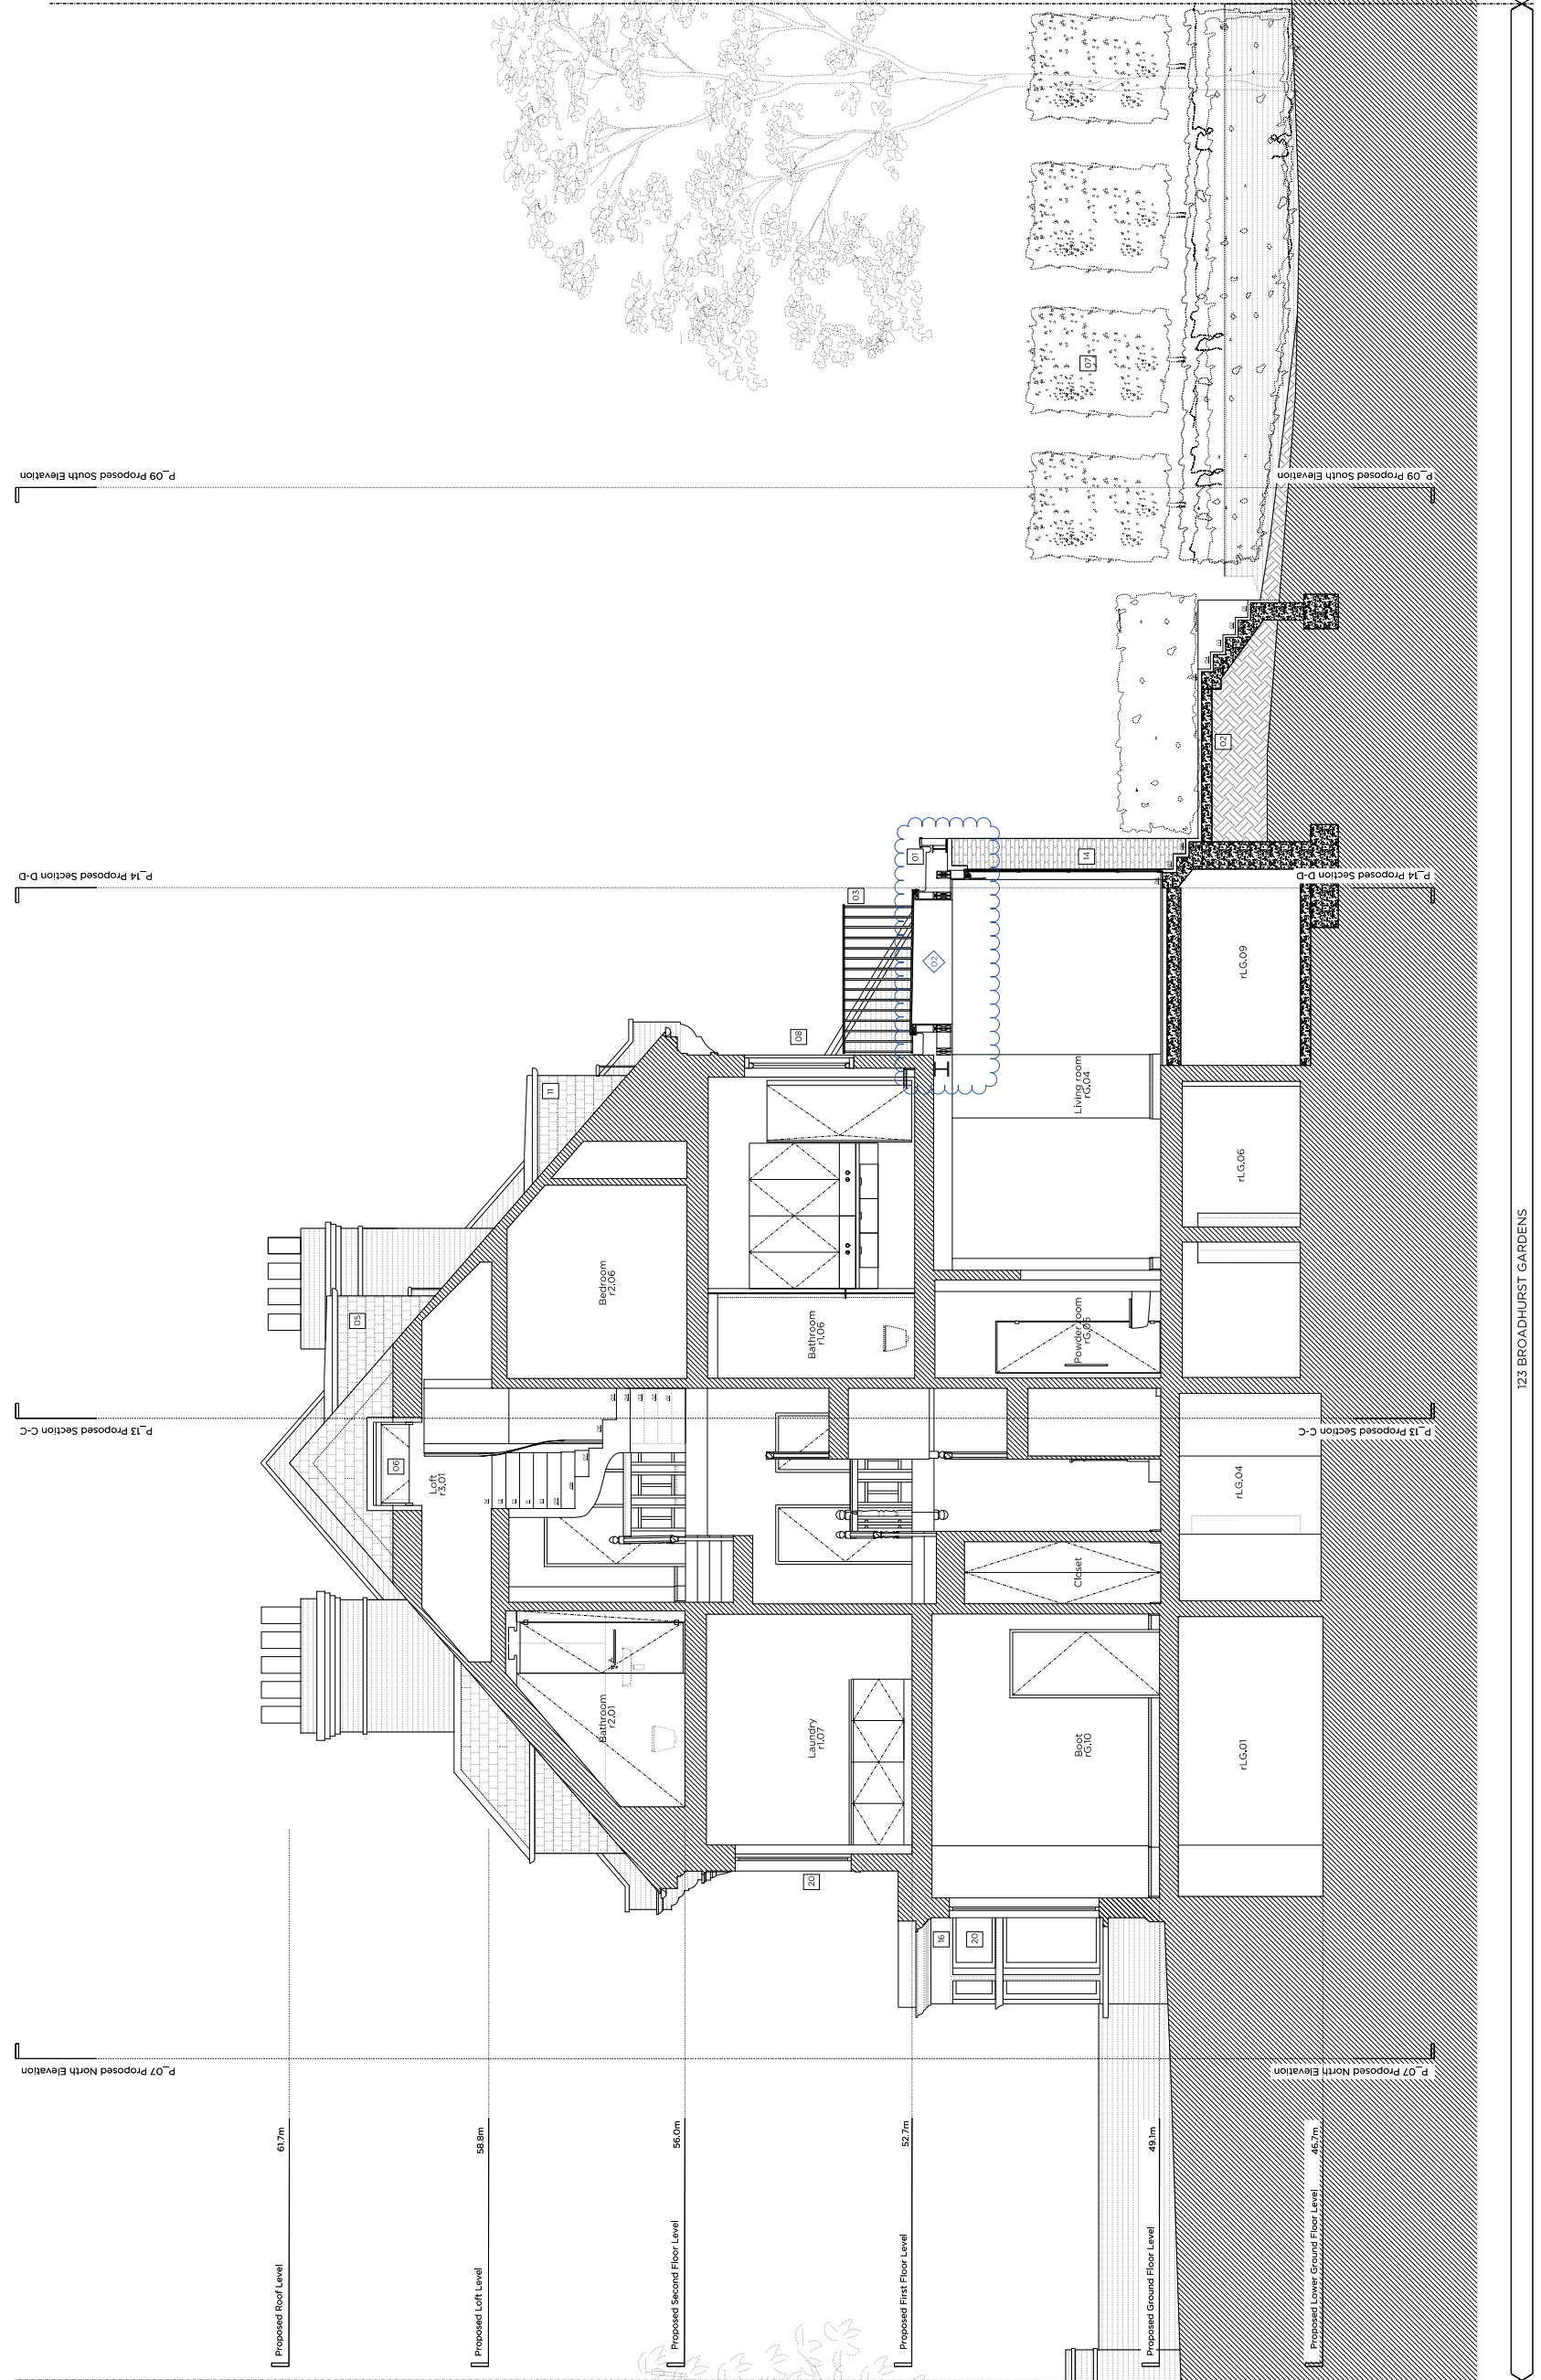 P_07 Proposed North Elevation
P_13 Proposed Section C-C
P_14 Proposed Section D-D
P_09 Proposed South Elevation
Proposed Roof Level
61.7m
Proposed Loft Level
58.8m
Proposed Second Floor Level
56.0m
Proposed First Floor Level
52.7m
Proposed Ground Floor Level
49.1m
Proposed Lower Ground Floor Level
46.7m
05
06
11
Loft
r3.01
Bathroom
r2.01
Bedroom
r2.06
20
Laundry
r1.07
Bathroom
r1.06
08
03
01
02
16
20
Boot
rG.10
Closet
Powder room
rG.05
Living room
rG.04
14
07
02
rLG.01
rLG.04
rLG.06
rLG.09
P_07 Proposed North Elevation
P_13 Proposed Section C-C
P_14 Proposed Section D-D
P_09 Proposed South Elevation
123 BROADHURST GARDENS